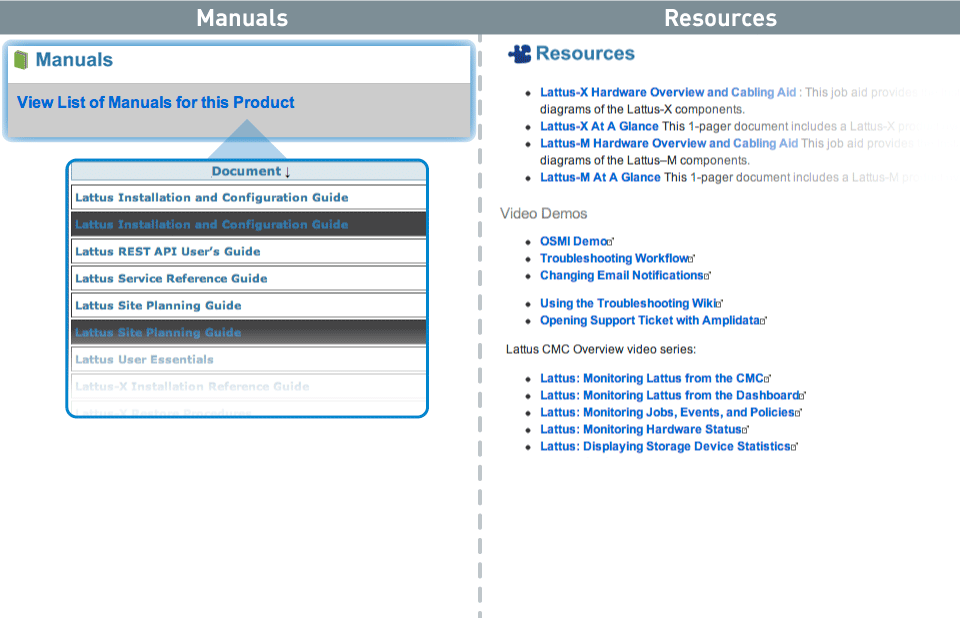 Manuals
Manuals
View List of Manuals for this Product
Document ↓
Lattus Installation and Configuration Guide
Lattus Installation and Configuration Guide
Lattus REST API User’s Guide
Lattus Service Reference Guide
Lattus Site Planning Guide
Lattus Site Planning Guide
Lattus User Essentials
Lattus-X Installation Reference Guide
Lattus-X Restore Procedures
Resources
Resources
• Lattus-X Hardware Overview and Cabling Aid : This job aid provides
diagrams of the Lattus-X components.
• Lattus-X At A Glance This 1-pager document includes a Lattus-X
• Lattus-M Hardware Overview and Cabling Aid This job aid provides
diagrams of the Lattus–M components.
• Lattus-M At A Glance This 1-pager document includes a Lattus-M
Video Demos
• OSMI Demo
• Troubleshooting Workflow
• Changing Email Notifications
• Using the Troubleshooting Wiki
• Opening Support Ticket with Amplidata
Lattus CMC Overview video series:
• Lattus: Monitoring Lattus from the CMC
• Lattus: Monitoring Lattus from the Dashboard
• Lattus: Monitoring Jobs, Events, and Policies
• Lattus: Monitoring Hardware Status
• Lattus: Displaying Storage Device Statistics